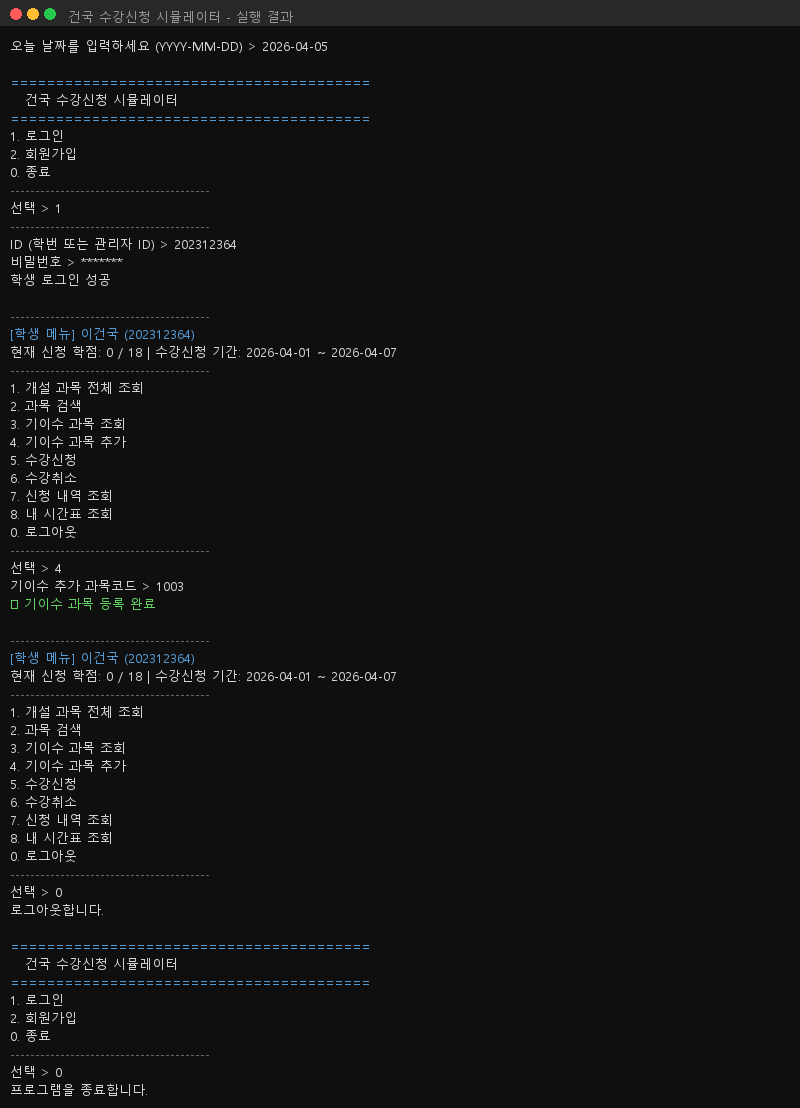 건국 수강신청 시뮬레이터 - 실행 결과
오늘 날짜를 입력하세요 (YYYY-MM-DD) > 2026-04-05
========================================
건국 수강신청 시뮬레이터
========================================
1. 로그인
2. 회원가입
0. 종료
----------------------------------------
선택 > 1
----------------------------------------
ID (학번 또는 관리자 ID) > 202312364
비밀번호 > *******
학생 로그인 성공
----------------------------------------
[학생 메뉴] 이건국 (202312364)
현재 신청 학점: 0 / 18 | 수강신청 기간: 2026-04-01 ~ 2026-04-07
----------------------------------------
1. 개설 과목 전체 조회
2. 과목 검색
3. 기이수 과목 조회
4. 기이수 과목 추가
5. 수강신청
6. 수강취소
7. 신청 내역 조회
8. 내 시간표 조회
0. 로그아웃
----------------------------------------
선택 > 4
기이수 추가 과목코드 > 1003
기이수 과목 등록 완료
----------------------------------------
[학생 메뉴] 이건국 (202312364)
현재 신청 학점: 0 / 18 | 수강신청 기간: 2026-04-01 ~ 2026-04-07
----------------------------------------
1. 개설 과목 전체 조회
2. 과목 검색
3. 기이수 과목 조회
4. 기이수 과목 추가
5. 수강신청
6. 수강취소
7. 신청 내역 조회
8. 내 시간표 조회
0. 로그아웃
----------------------------------------
선택 > 0
로그아웃합니다.
========================================
건국 수강신청 시뮬레이터
========================================
1. 로그인
2. 회원가입
0. 종료
----------------------------------------
선택 > 0
프로그램을 종료합니다.